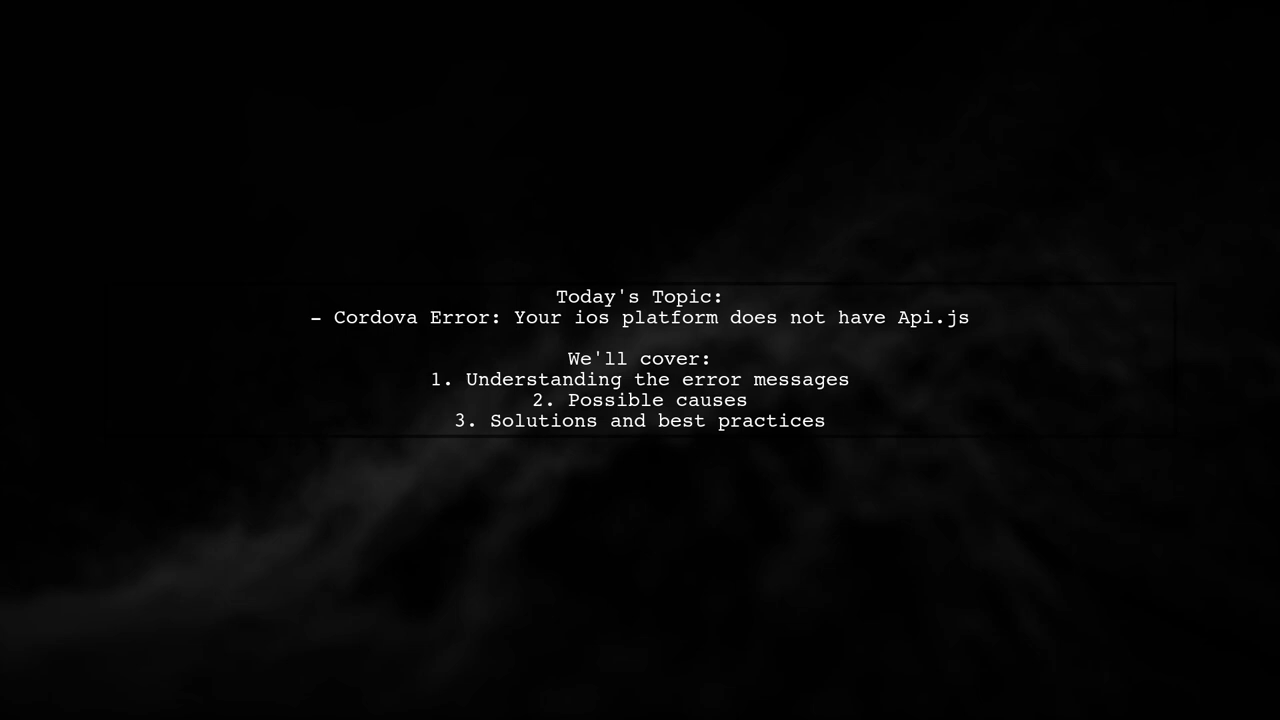 Today's Topic:
- Cordova Error: Your ios platform does not have Api.js
We'll cover:
1. Understanding the error messages
2. Possible causes
3. Solutions and best practices